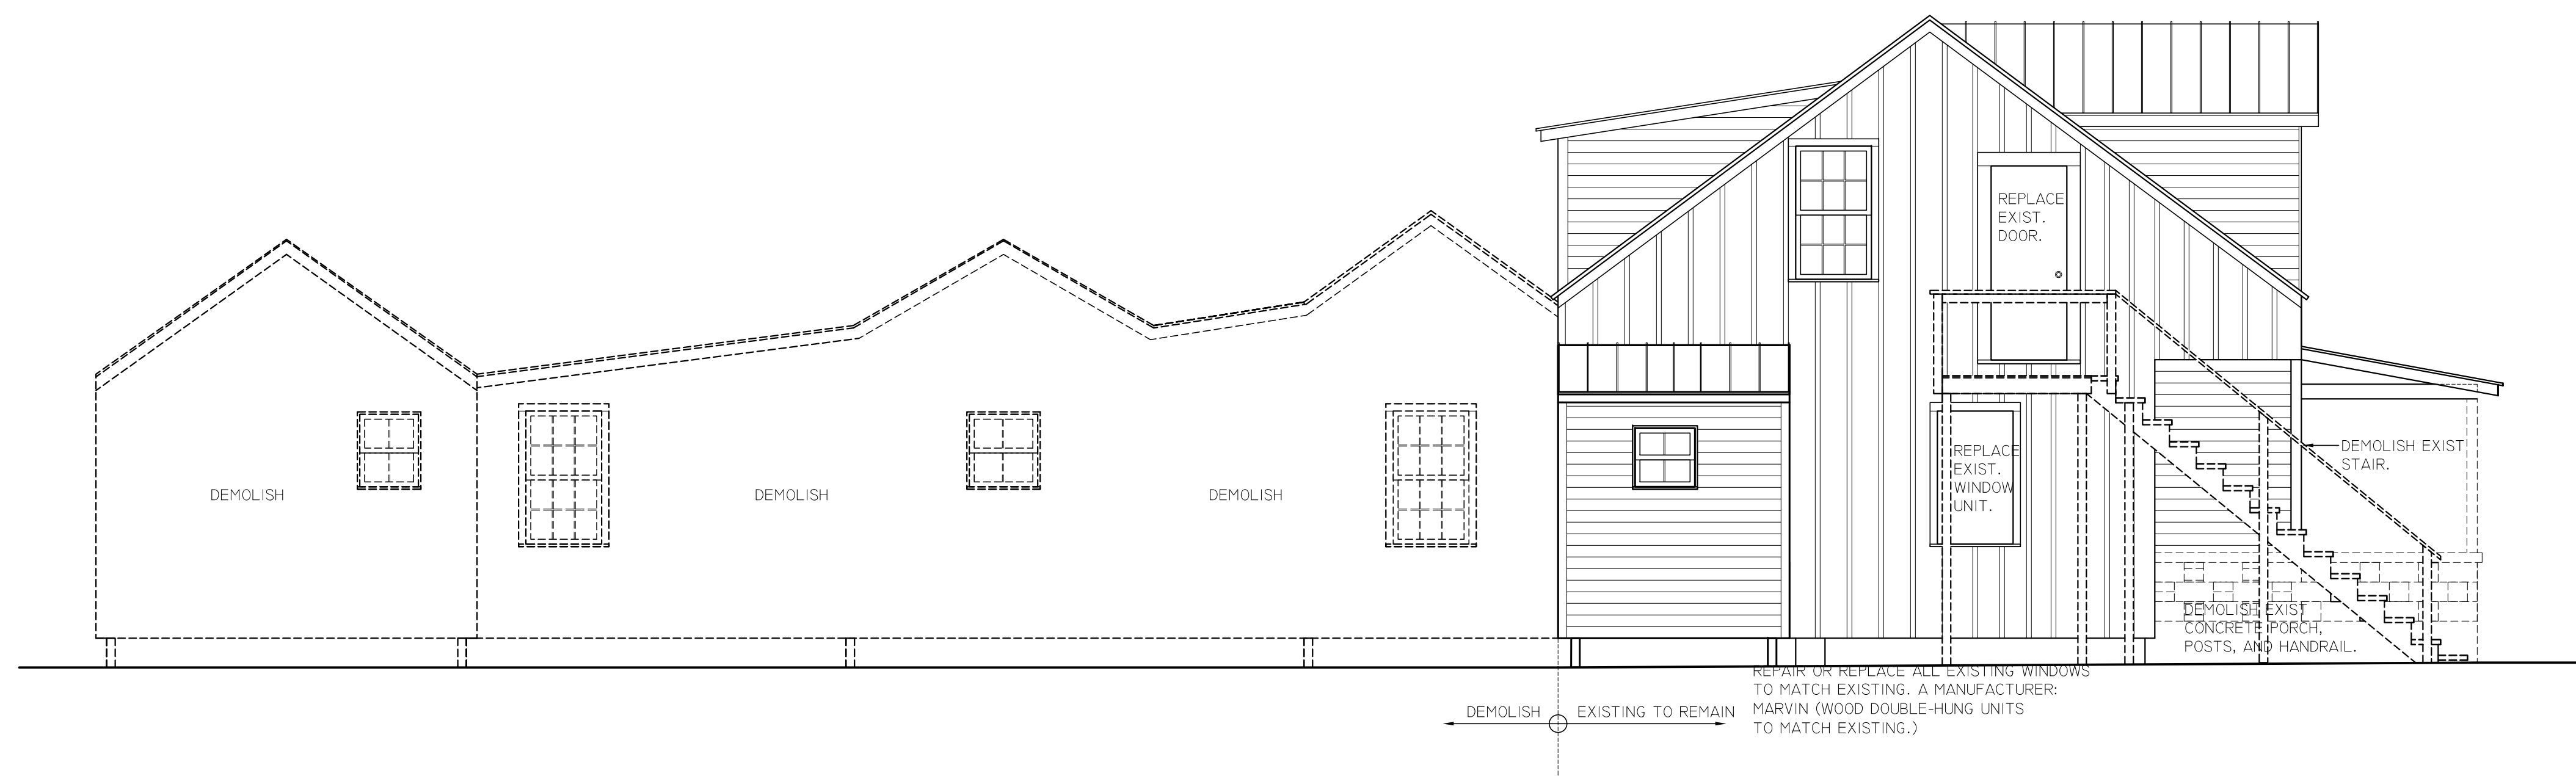 REPLACE
EXIST.
DOOR.
REPLACE
EXIST.
WINDOW
UNIT.
DEMOLISH EXIST
STAIR.
DEMOLISH
DEMOLISH
DEMOLISH
DEMOLISH EXIST
CONCRETE PORCH,
POSTS, AND HANDRAIL.
REPAIR OR REPLACE ALL EXISTING WINDOWS
TO MATCH EXISTING. A MANUFACTURER:
MARVIN (WOOD DOUBLE-HUNG UNITS
TO MATCH EXISTING.)
DEMOLISH
EXISTING TO REMAIN